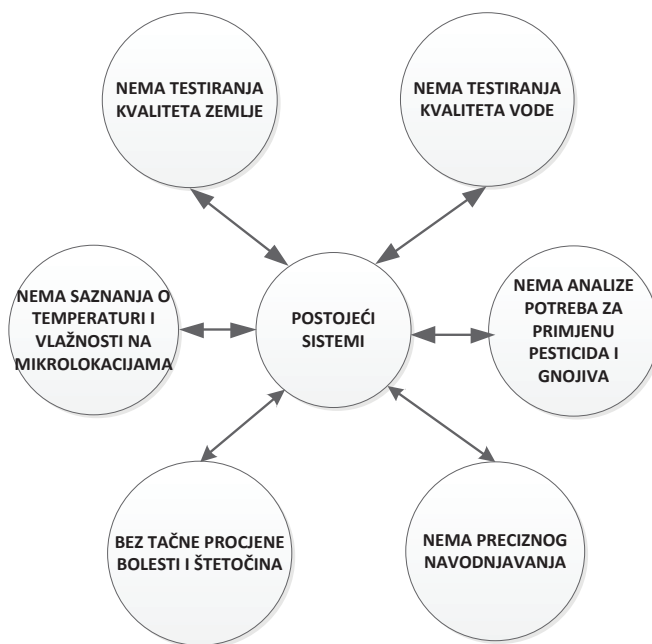 NEMA TESTIRANJA
KVALITETA ZEMLJE
NEMA TESTIRANJA
KVALITETA VODE
NEMA SAZNANJA O
TEMPERATURI I
VLAŽNOSTI NA
MIKROLOKACIJAMA
POSTOJEĆI
SISTEMI
NEMA ANALIZE
POTREBA ZA
PRIMJENU
PESTICIDA I
GNOJIVA
BEZ TAČNE PROCJENE
BOLESTI I ŠTETOČINA
NEMA PRECIZNOG
NAVODNJAVANJA